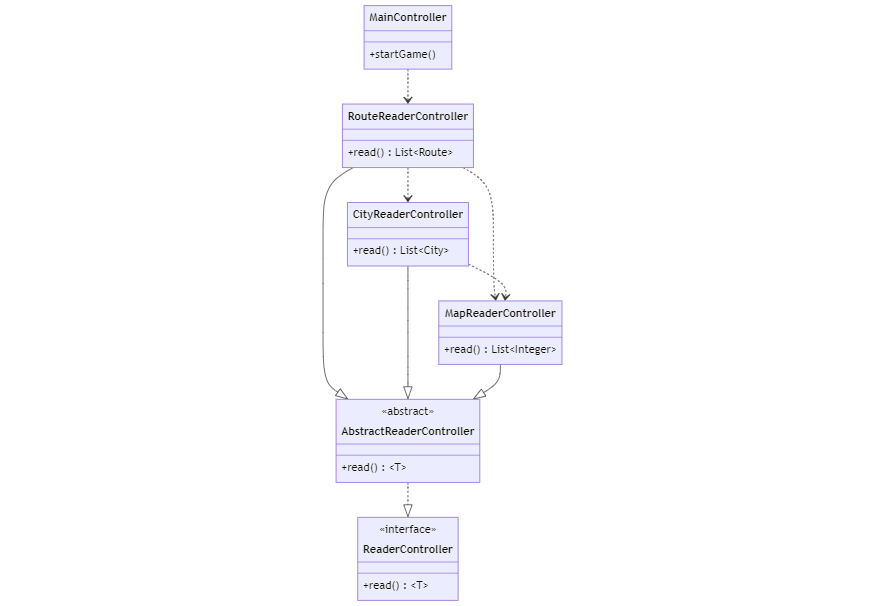 MainController
+startGame()
RouteReaderController
+read() : List<Route>
CityReaderController
+read() : List<City>
MapReaderController
+read() : List<Integer>
«abstract»
AbstractReaderController
+read() : <T>
«interface»
ReaderController
+read() : <T>